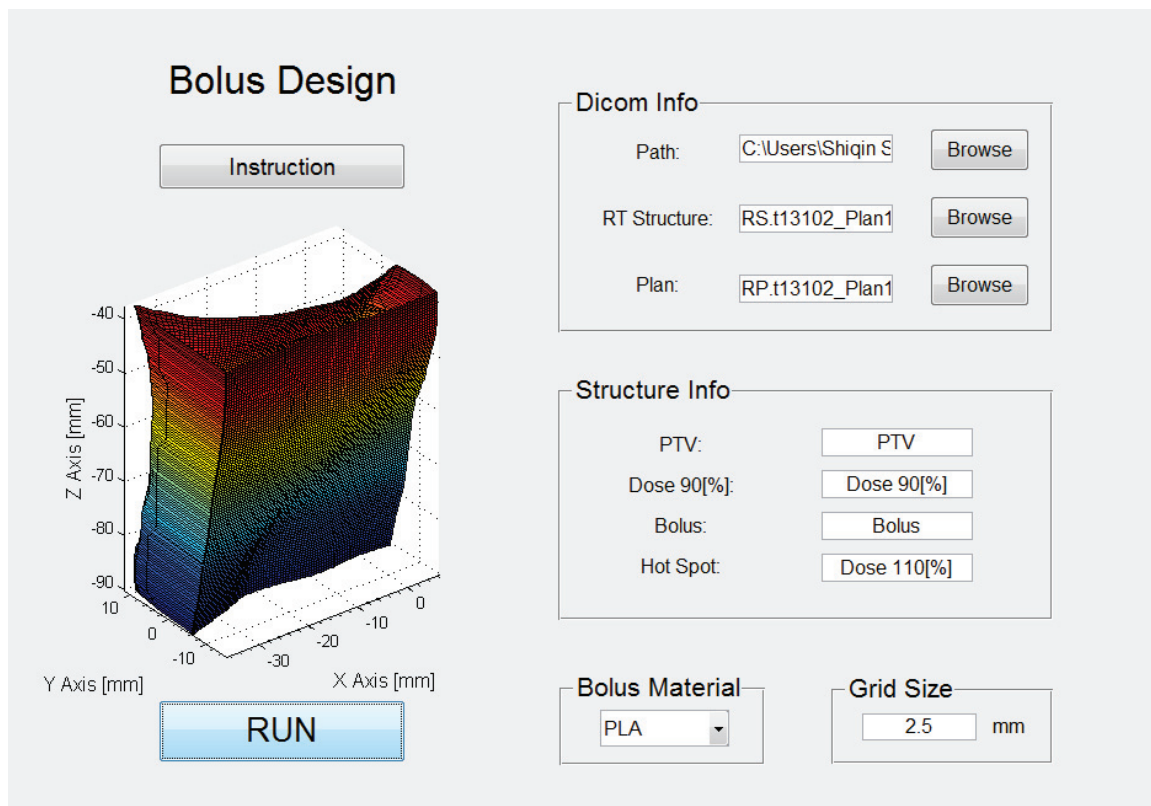 Bolus Design
Instruction
-40
-50
-60
-70
-80
-90
Z Axis [mm]
10
0
-10
Y Axis [mm]
-30
-20
-10
0
X Axis [mm]
RUN
Dicom Info
Path: C:\Users\Shiqin S Browse
RT Structure: RS.t13102_Plan1 Browse
Plan: RP.t13102_Plan1 Browse
Structure Info
PTV: PTV
Dose 90[%]: Dose 90[%]
Bolus: Bolus
Hot Spot: Dose 110[%]
Bolus Material
PLA
Grid Size
2.5 mm